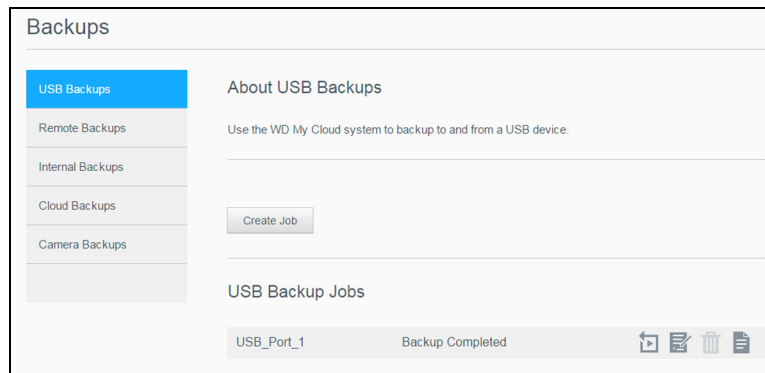 Backups
USB Backups
Remote Backups
Internal Backups
Cloud Backups
Camera Backups
About USB Backups
Use the WD My Cloud system to backup to and from a USB device.
Create Job
USB Backup Jobs
USB_Port_1 Backup Completed